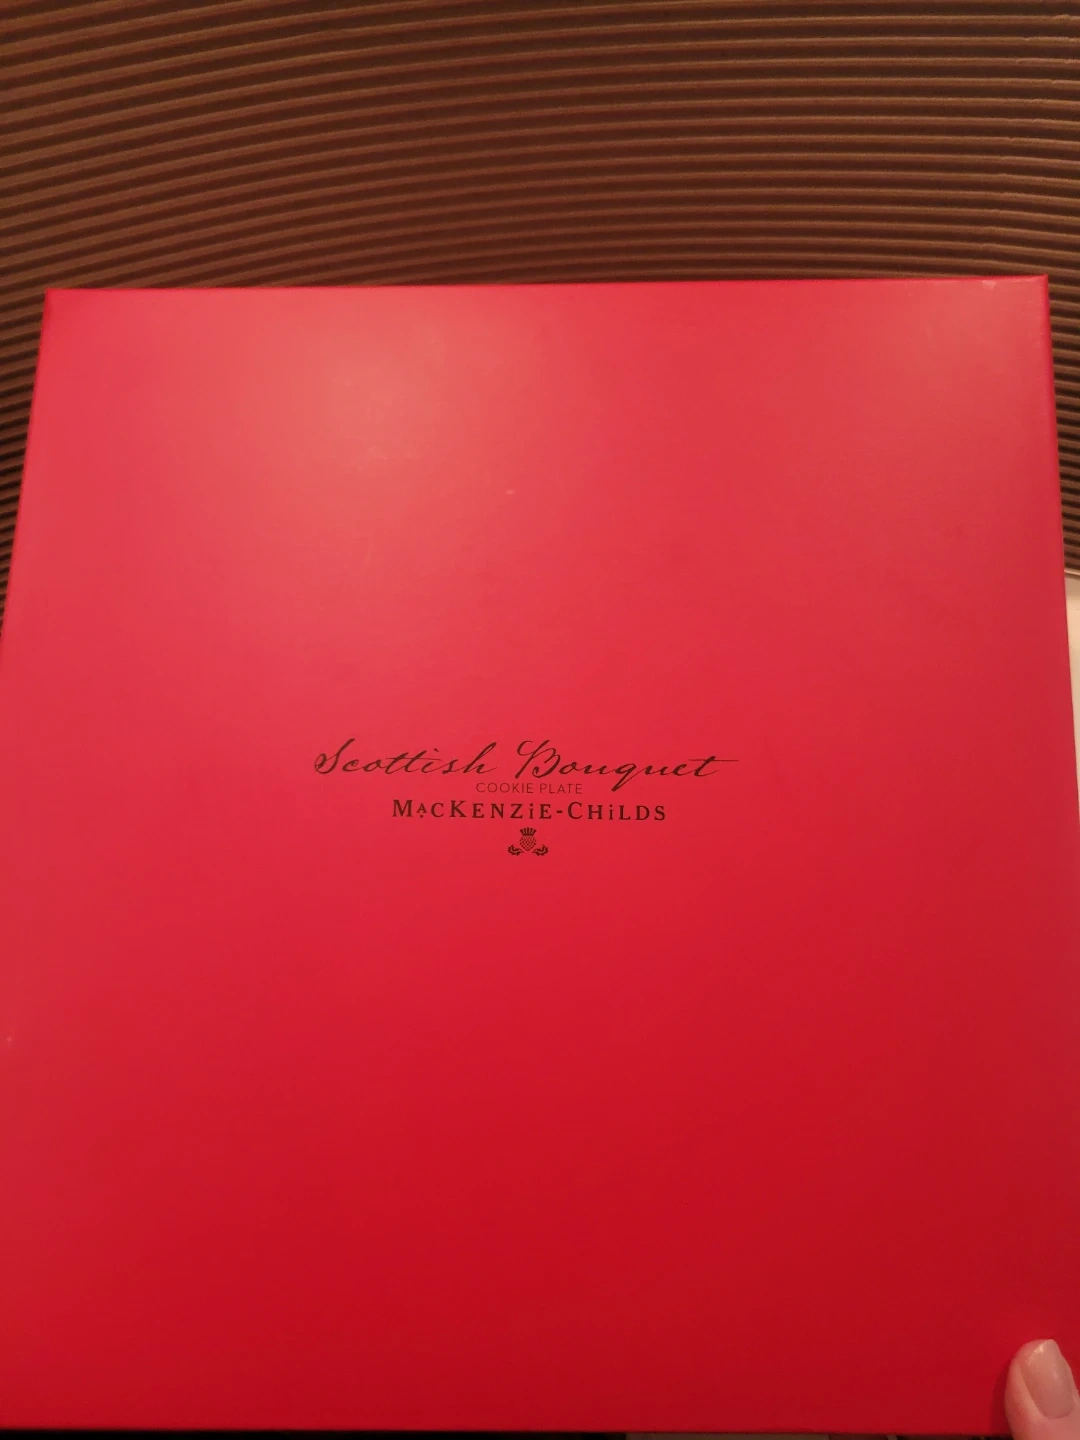 Scottish Bouquet
COOKIE PLATE
MACKENZiE-CHiLDS